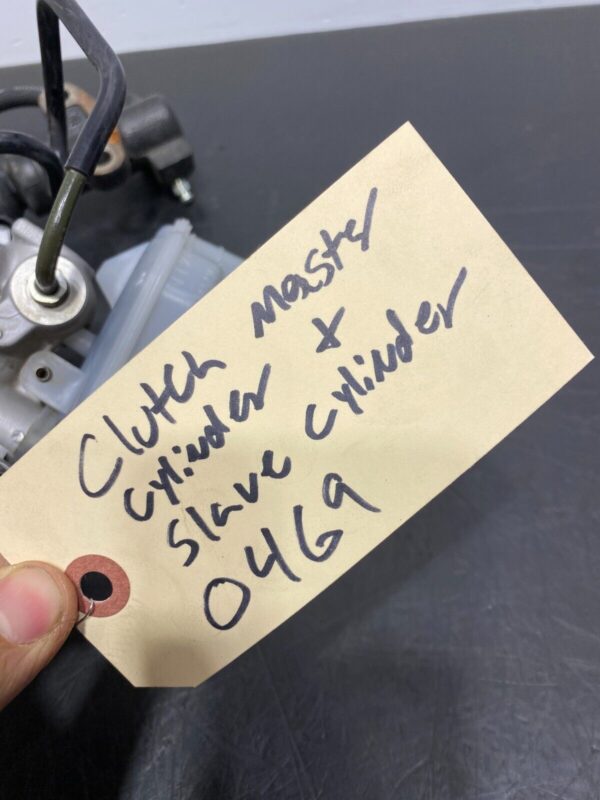 Clutch Master
Cylinder +
Slave Cylinder
0469